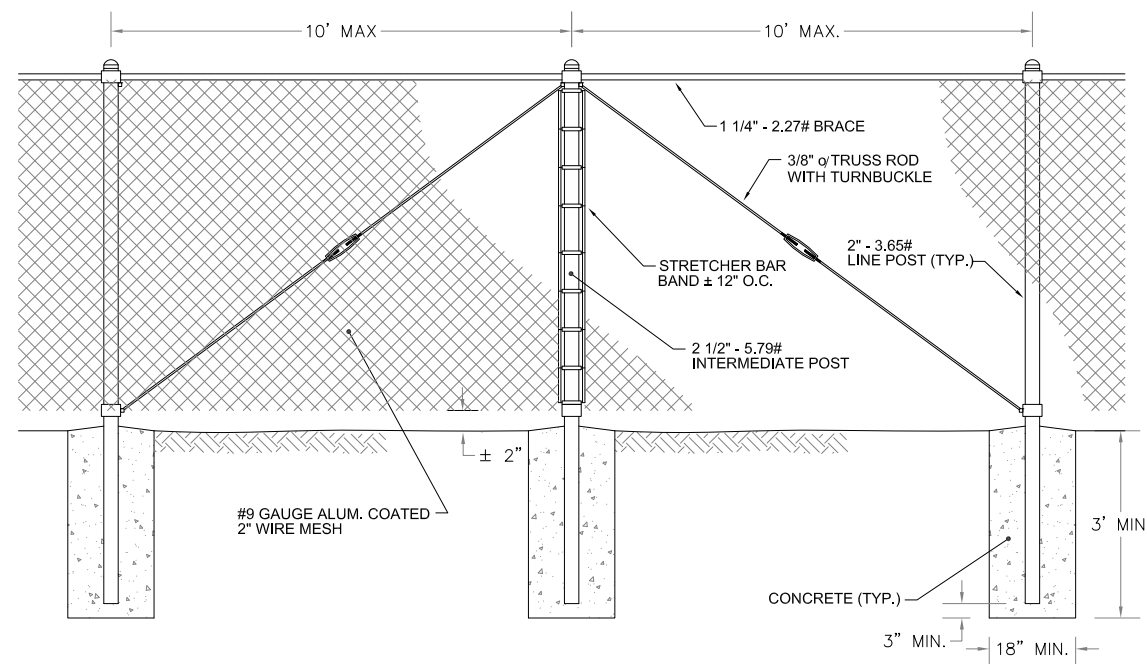 10' MAX
10' MAX.
1 1/4" - 2.27# BRACE
3/8" φ TRUSS ROD
WITH TURNBUCKLE
2" - 3.65#
LINE POST (TYP.)
STRETCHER BAR
BAND ± 12" O.C.
2 1/2" - 5.79#
INTERMEDIATE POST
± 2"
#9 GAUGE ALUM. COATED
2" WIRE MESH
3' MIN
CONCRETE (TYP.)
3" MIN.
18" MIN.